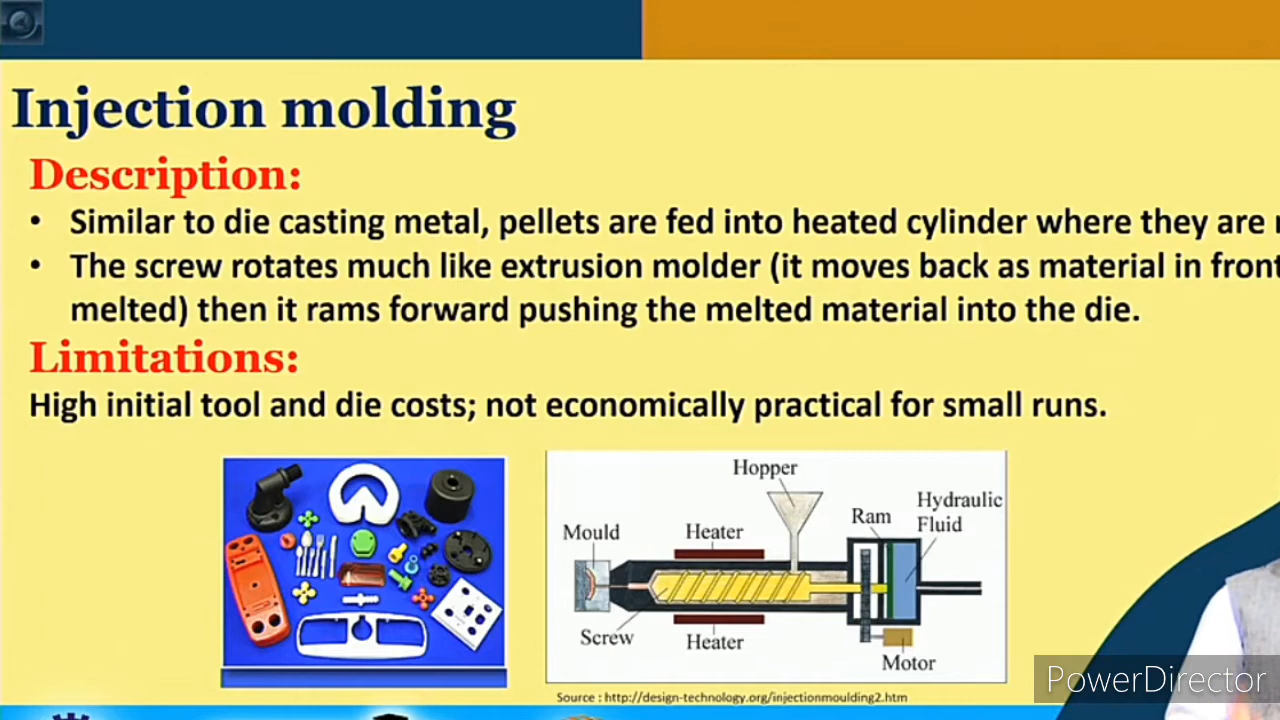 Injection molding
Description:
• Similar to die casting metal, pellets are fed into heated cylinder where they are
• The screw rotates much like extrusion molder (it moves back as material in front
melted) then it rams forward pushing the melted material into the die.
Limitations:
High initial tool and die costs; not economically practical for small runs.
Hopper
Hydraulic
Fluid
Ram
Mould
Heater
Screw
Heater
Motor
Source : http://design-technology.org/injectionmoulding2.htm
PowerDirector